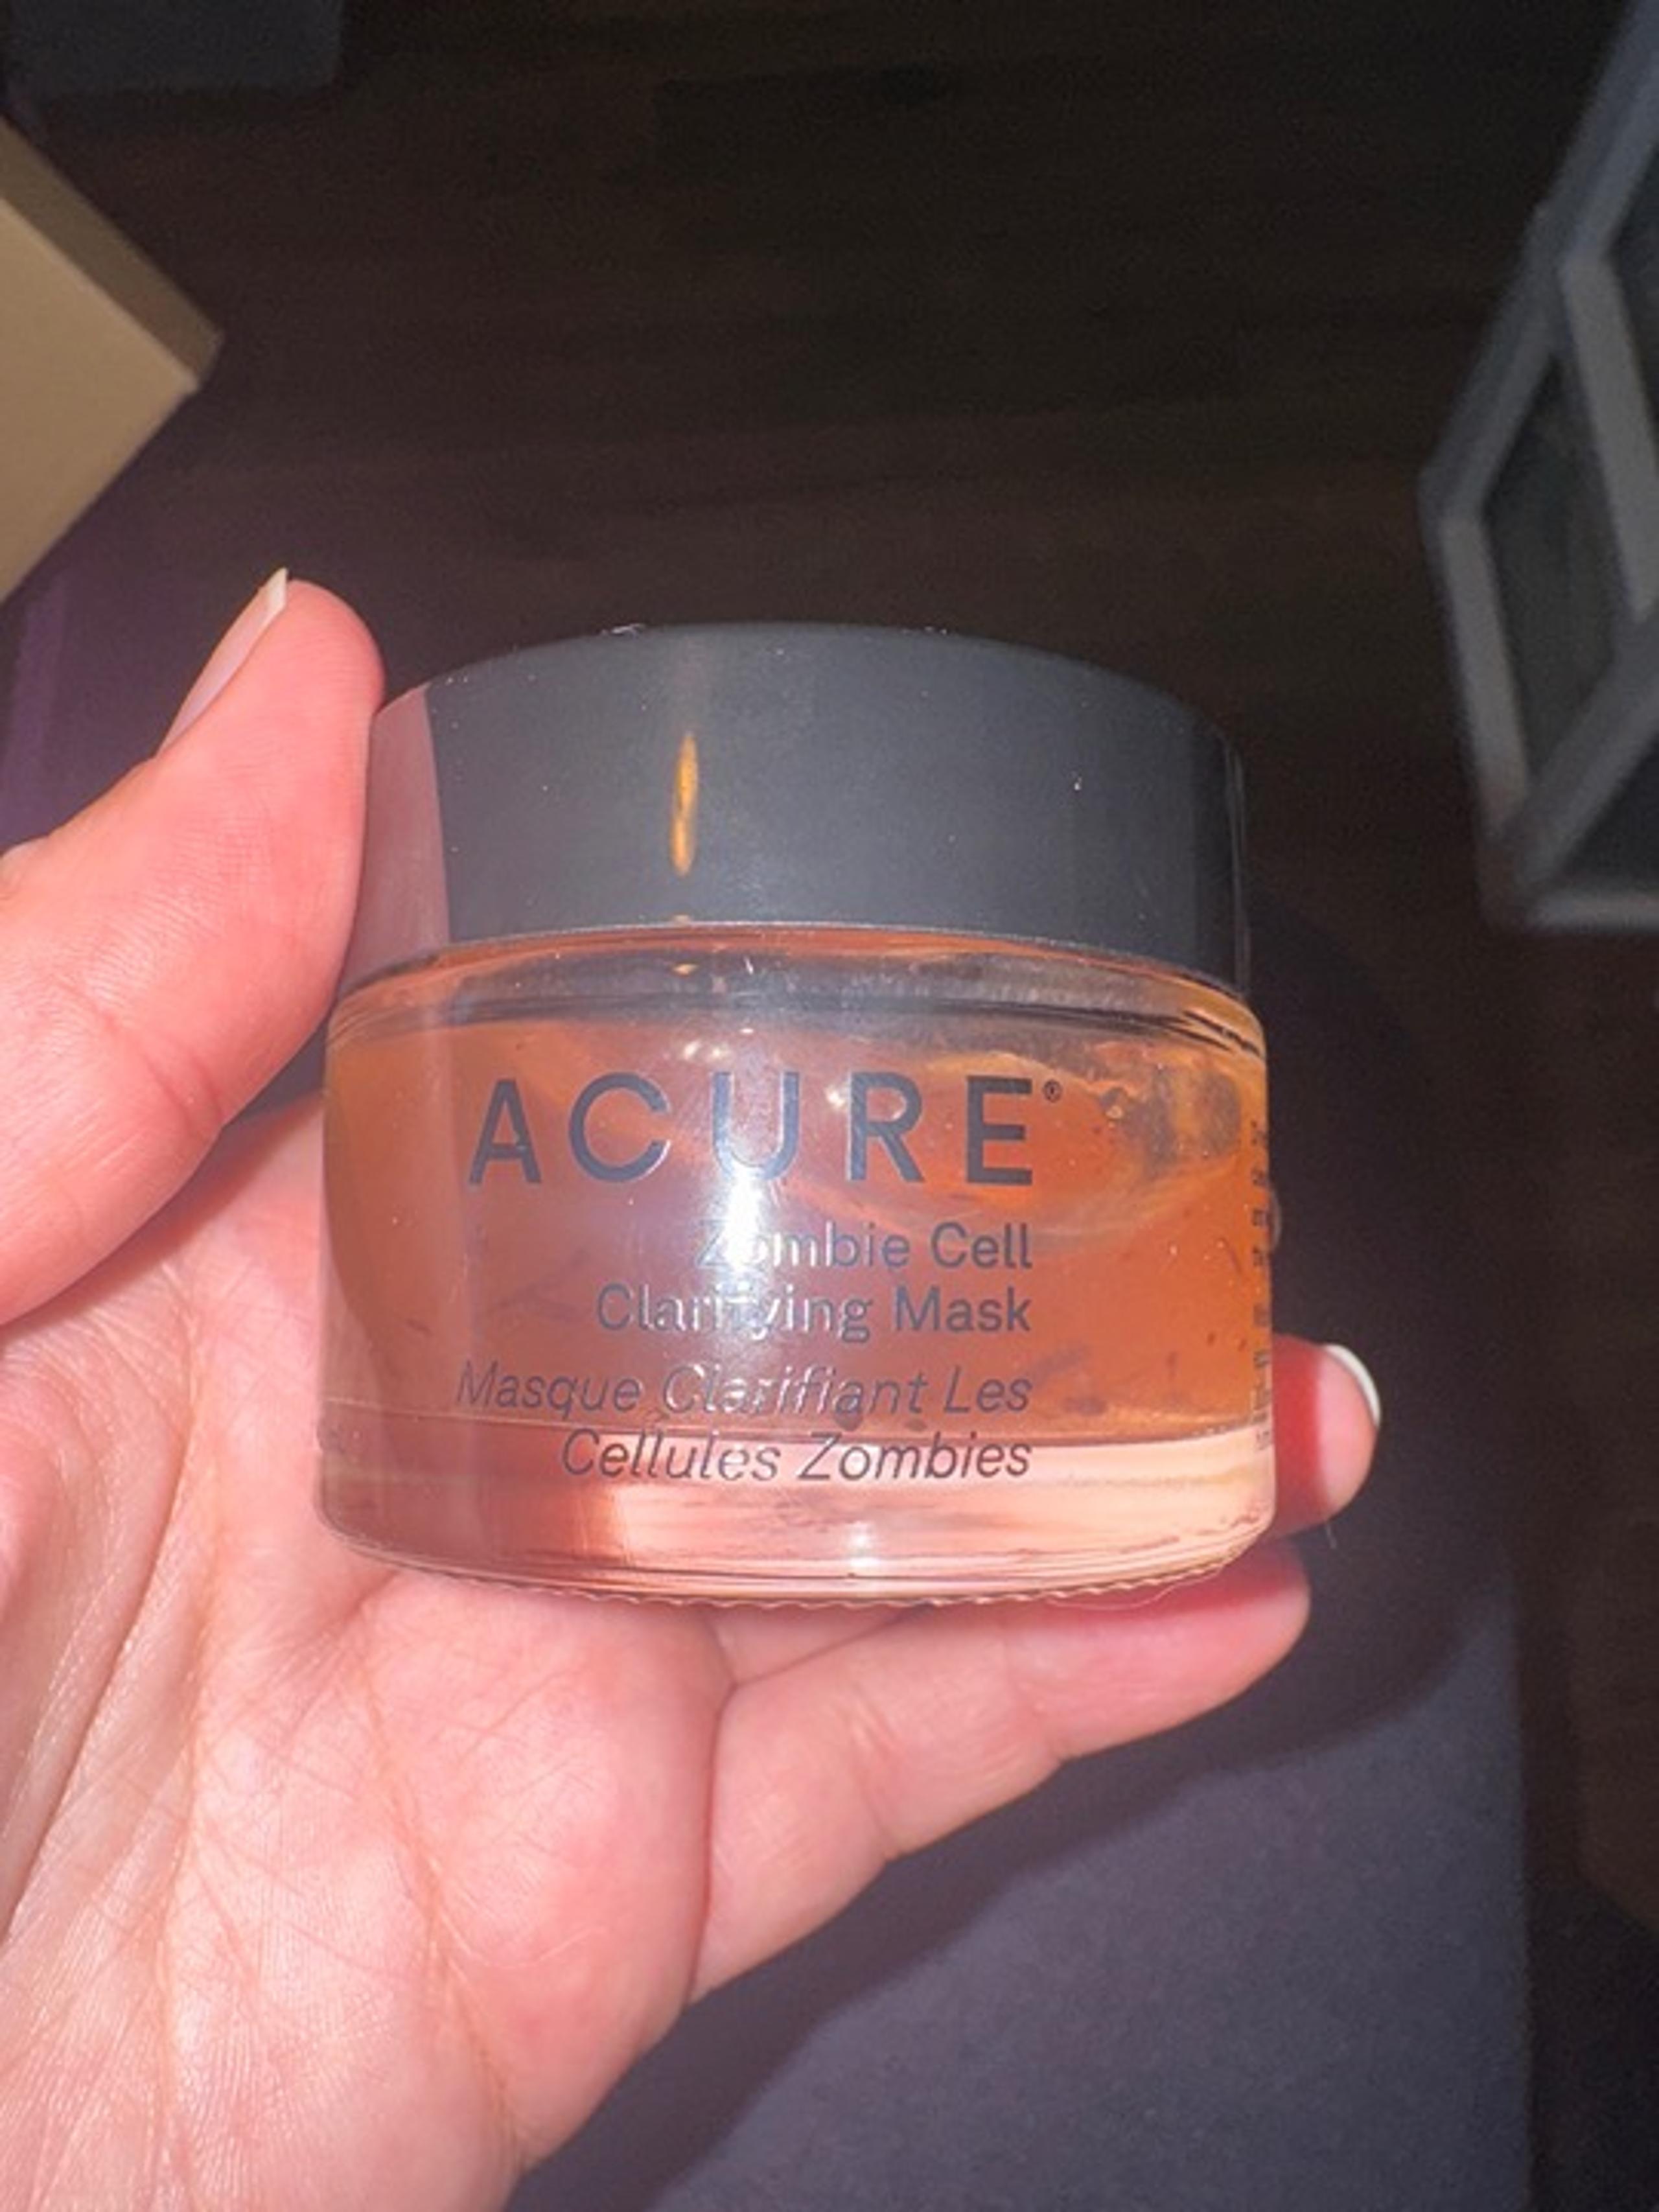 ACURE®
Zombie Cell
Clarifying Mask
Masque Clarifiant Les
Cellules Zombies